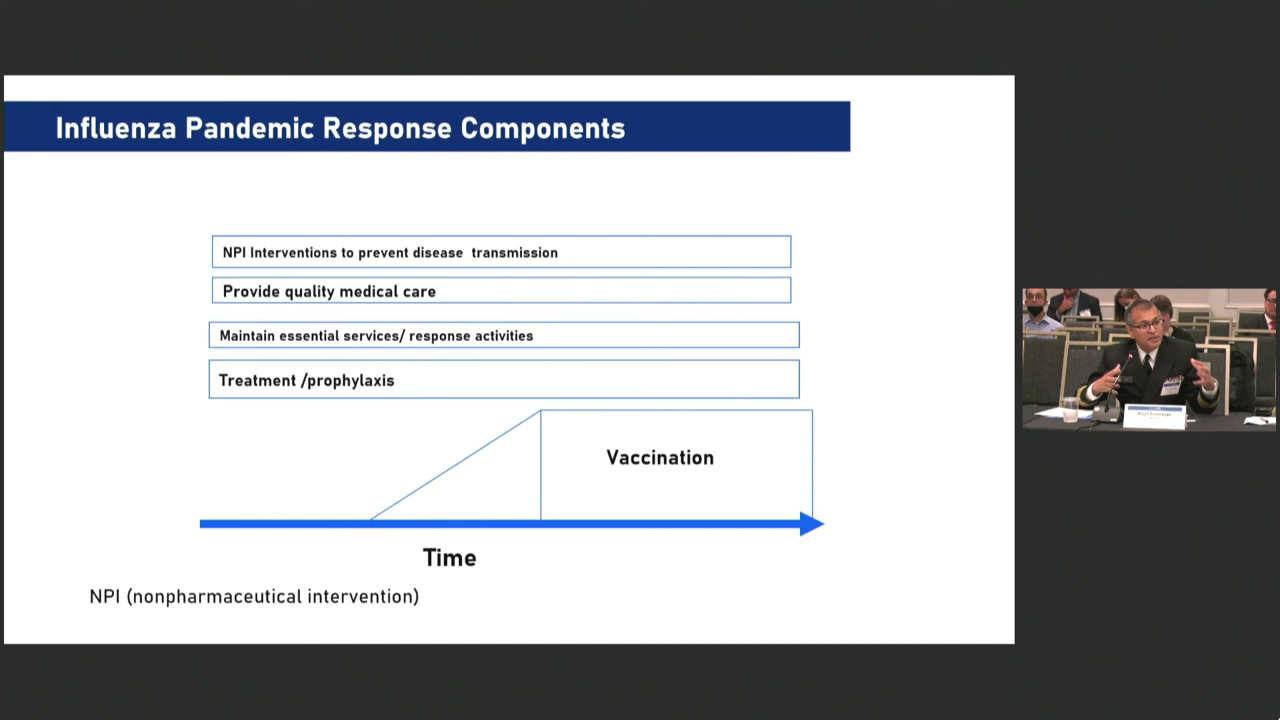 Influenza Pandemic Response Components
NPI Interventions to prevent disease transmission
Provide quality medical care
Maintain essential services/ response activities
Treatment /prophylaxis
Vaccination
Time
NPI (nonpharmaceutical intervention)